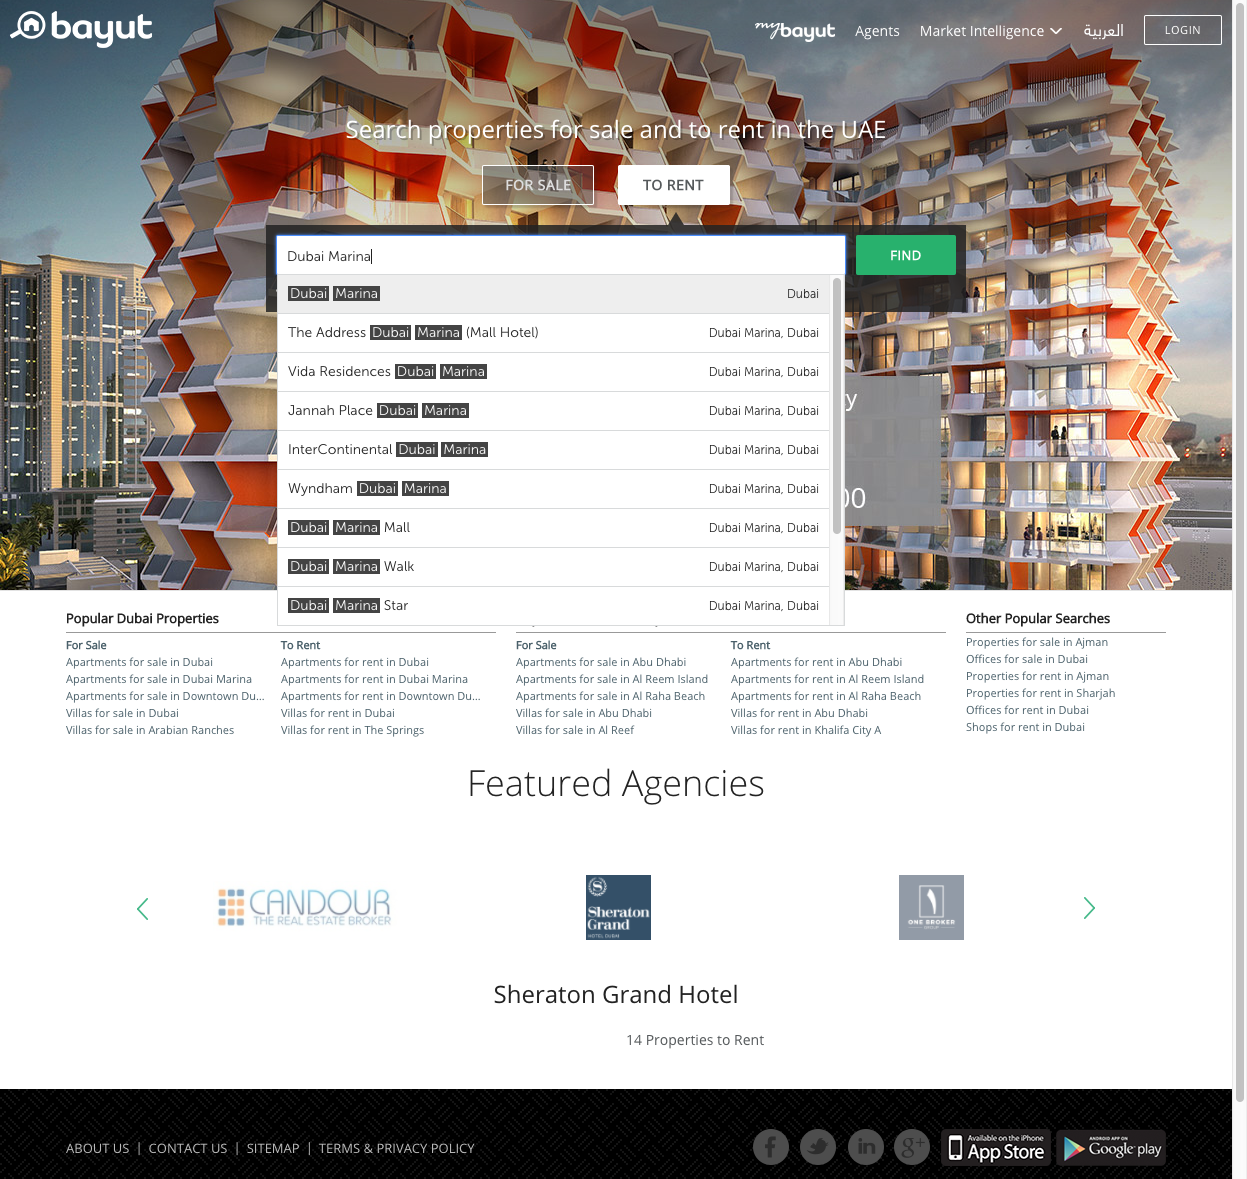 bayut
my bayut
Agents
Market Intelligence
العربية
LOGIN
Search properties for sale and to rent in the UAE
FOR SALE
TO RENT
Dubai Marina
FIND
Dubai Marina Dubai
The Address Dubai Marina (Mall Hotel) Dubai Marina, Dubai
Vida Residences Dubai Marina Dubai Marina, Dubai
Jannah Place Dubai Marina Dubai Marina, Dubai
InterContinental Dubai Marina Dubai Marina, Dubai
Wyndham Dubai Marina Dubai Marina, Dubai
Dubai Marina Mall Dubai Marina, Dubai
Dubai Marina Walk Dubai Marina, Dubai
Dubai Marina Star Dubai Marina, Dubai
y
00
Popular Dubai Properties
For Sale
Apartments for sale in Dubai
Apartments for sale in Dubai Marina
Apartments for sale in Downtown Du...
Villas for sale in Dubai
Villas for sale in Arabian Ranches
To Rent
Apartments for rent in Dubai
Apartments for rent in Dubai Marina
Apartments for rent in Downtown Du...
Villas for rent in Dubai
Villas for rent in The Springs
For Sale
Apartments for sale in Abu Dhabi
Apartments for sale in Al Reem Island
Apartments for sale in Al Raha Beach
Villas for sale in Abu Dhabi
Villas for sale in Al Reef
To Rent
Apartments for rent in Abu Dhabi
Apartments for rent in Al Reem Island
Apartments for rent in Al Raha Beach
Villas for rent in Abu Dhabi
Villas for rent in Khalifa City A
Other Popular Searches
Properties for sale in Ajman
Offices for sale in Dubai
Properties for rent in Ajman
Properties for rent in Sharjah
Offices for rent in Dubai
Shops for rent in Dubai
Featured Agencies
CANDOUR
THE REAL ESTATE BROKER
Sheraton
Grand
HOTEL DUBAI
ONE BROKER
GROUP
Sheraton Grand Hotel
14 Properties to Rent
ABOUT US | CONTACT US | SITEMAP | TERMS & PRIVACY POLICY
f
in
g+
Available on the iPhone
App Store
ANDROID APP ON
Google play